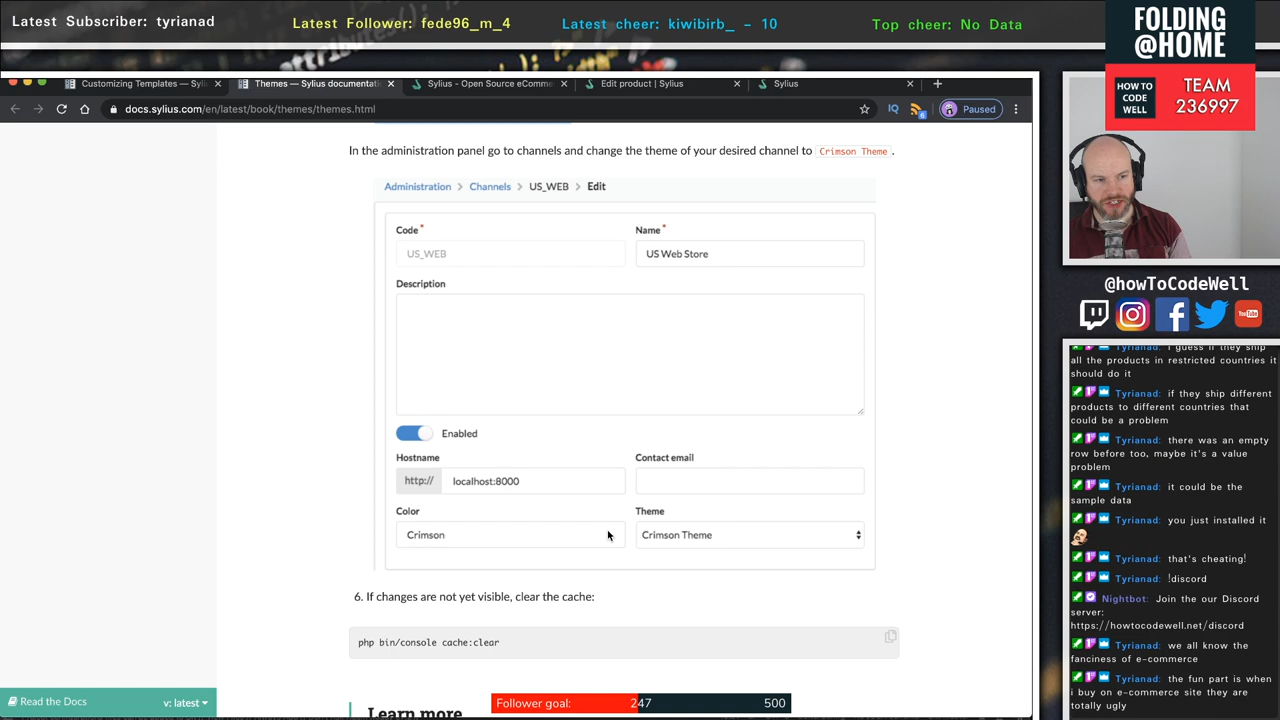 Latest Subscriber: tyrianad
Latest Follower: fede96_m_4
Latest cheer: kiwibirb_ - 10
Top cheer: No Data
FOLDING
@HOME
HOW TO
CODE
WELL
TEAM
236997
Customizing Templates — Syli
Themes — Sylius documentati
Sylius - Open Source eComme
Edit product | Sylius
Sylius
docs.sylius.com/en/latest/book/themes/themes.html
IQ
6
Paused
In the administration panel go to channels and change the theme of your desired channel to Crimson Theme .
Administration > Channels > US_WEB > Edit
Code *
Name *
US_WEB
US Web Store
Description
Enabled
Hostname
Contact email
http://
localhost:8000
Color
Theme
Crimson
Crimson Theme
6. If changes are not yet visible, clear the cache:
php bin/console cache:clear
Learn more
Read the Docs
v: latest
Follower goal:
247
500
@howToCodeWell
You Tube
Tyrianad: i guess if they ship
all the products in restricted countries it
should do it
Tyrianad: if they ship different
products to different countries that
could be a problem
Tyrianad: there was an empty
row before too, maybe it's a value
problem
Tyrianad: it could be the
sample data
Tyrianad: you just installed it
Tyrianad: that's cheating!
Tyrianad: !discord
Nightbot: Join the our Discord
server:
https://howtocodewell.net/discord
Tyrianad: we all know the
fanciness of e-commerce
Tyrianad: the fun part is when
i buy on e-commerce site they are
totally ugly